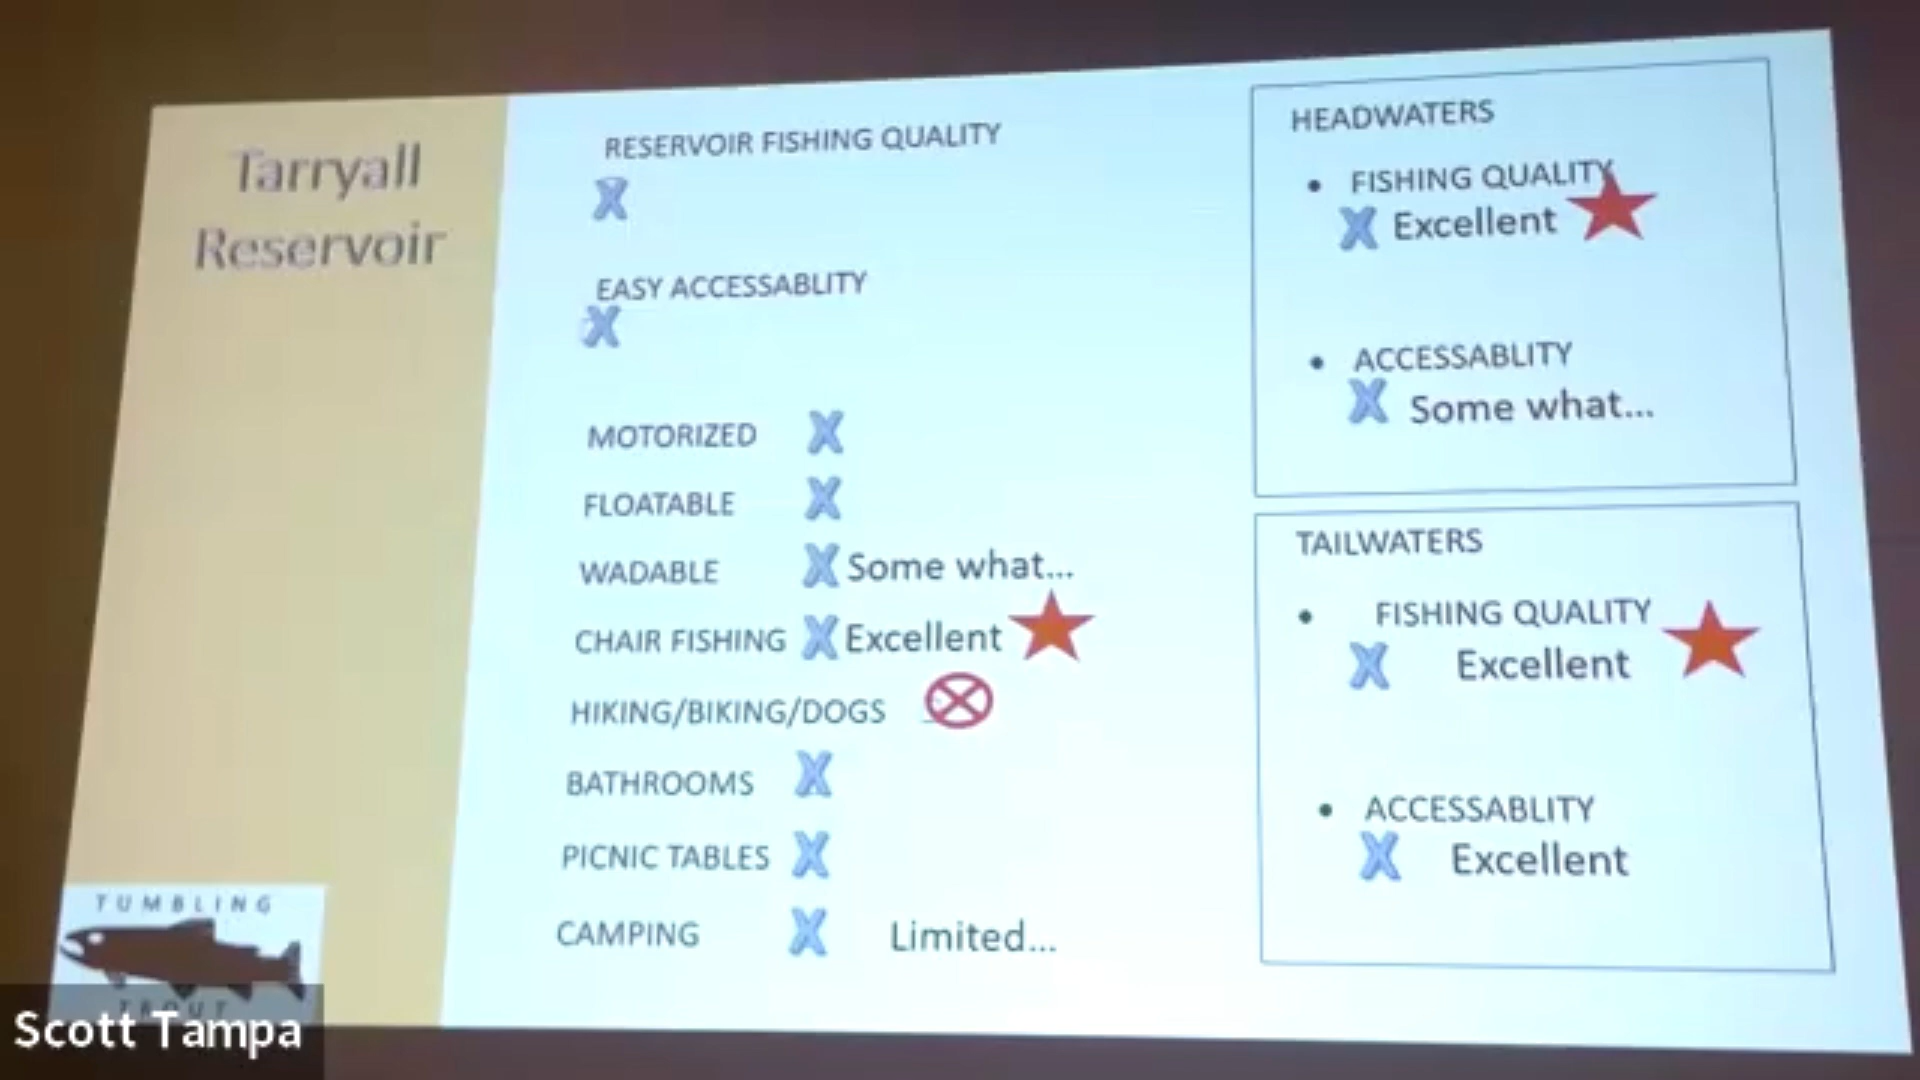 Tarryall
Reservoir
RESERVOIR FISHING QUALITY
X
EASY ACCESSABLITY
X
MOTORIZED X
FLOATABLE X
WADABLE X Some what...
CHAIR FISHING X Excellent
HIKING/BIKING/DOGS
BATHROOMS X
PICNIC TABLES X
CAMPING X Limited...
HEADWATERS
• FISHING QUALITY
X Excellent
• ACCESSABLITY
X Some what...
TAILWATERS
• FISHING QUALITY
X Excellent
• ACCESSABLITY
X Excellent
TUMBLING
TROUT
Scott Tampa